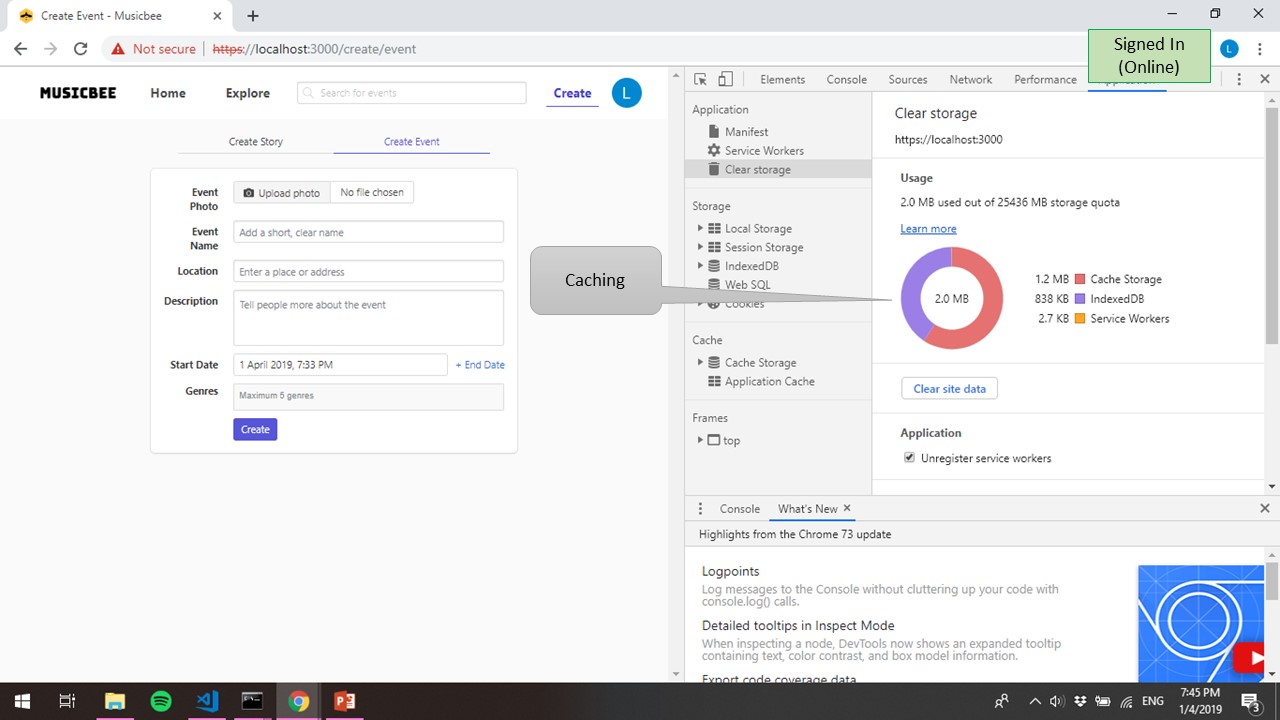 Create Event - Musicbee
Signed In
(Online)
Not secure
https://localhost:3000/create/event
L
MUSICBEE
Home
Explore
Search for events
Create
L
Create Story
Create Event
Event
Photo
Upload photo
No file chosen
Event
Name
Add a short, clear name
Location
Enter a place or address
Description
Tell people more about the event
Start Date
1 April 2019, 7:33 PM
+ End Date
Genres
Maximum 5 genres
Create
Caching
Elements
Console
Sources
Network
Performance
Application
Manifest
Service Workers
Clear storage
Storage
Local Storage
Session Storage
IndexedDB
Web SQL
Cookies
Cache
Cache Storage
Application Cache
Frames
top
Clear storage
https://localhost:3000
Usage
2.0 MB used out of 25436 MB storage quota
Learn more
2.0 MB
1.2 MB Cache Storage
838 KB IndexedDB
2.7 KB Service Workers
Clear site data
Application
Unregister service workers
Console
What's New
Highlights from the Chrome 73 update
Logpoints
Log messages to the Console without cluttering up your code with
console.log() calls.
Detailed tooltips in Inspect Mode
When inspecting a node, DevTools now shows an expanded tooltip
containing text, color contrast, and box model information.
Export code coverage data
ENG
7:45 PM
1/4/2019
3